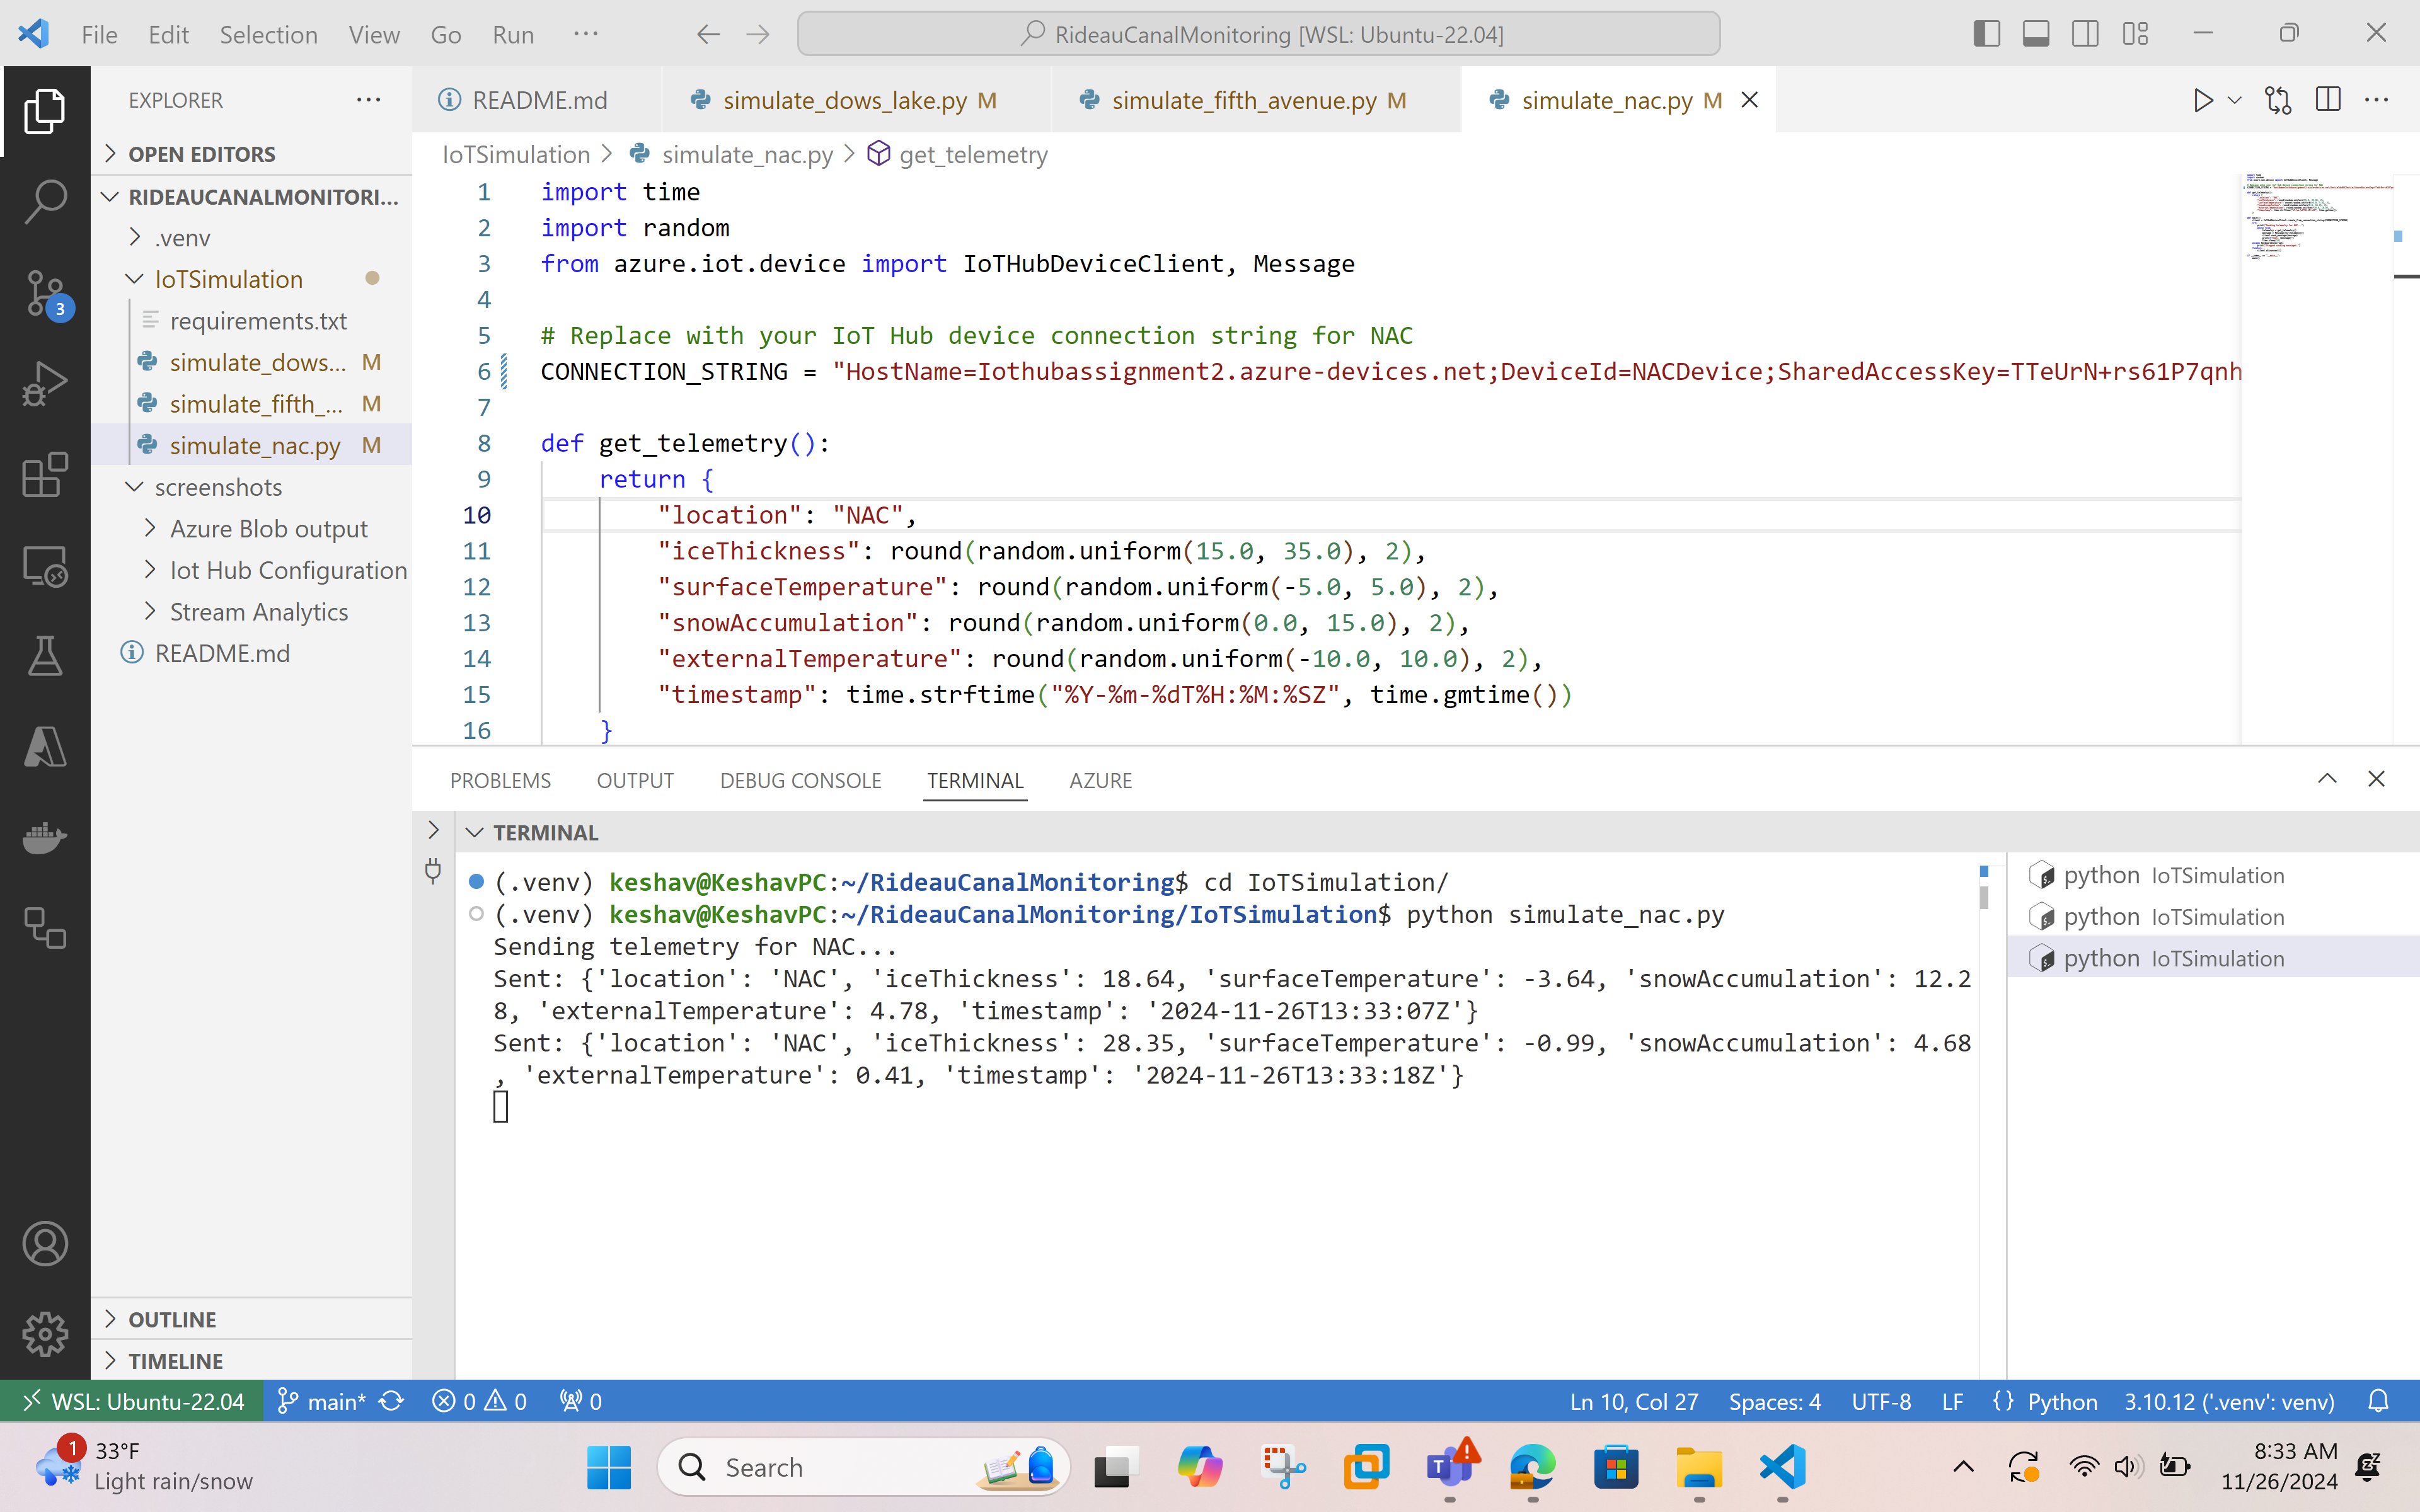 File Edit Selection View Go Run ···
RideauCanalMonitoring [WSL: Ubuntu-22.04]
EXPLORER
OPEN EDITORS
RIDEAUCANALMONITORI...
.venv
IoTSimulation
requirements.txt
simulate_dows... M
simulate_fifth_... M
simulate_nac.py M
screenshots
Azure Blob output
Iot Hub Configuration
Stream Analytics
README.md
OUTLINE
TIMELINE
3
README.md simulate_dows_lake.py M simulate_fifth_avenue.py M simulate_nac.py M
IoTSimulation > simulate_nac.py > get_telemetry
1 import time
2 import random
3 from azure.iot.device import IoTHubDeviceClient, Message
4
5 # Replace with your IoT Hub device connection string for NAC
6 CONNECTION_STRING = "HostName=Iothubassignment2.azure-devices.net;DeviceId=NACDevice;SharedAccessKey=TTeUrN+rs61P7qnh
7
8 def get_telemetry():
9 return {
10 "location": "NAC",
11 "iceThickness": round(random.uniform(15.0, 35.0), 2),
12 "surfaceTemperature": round(random.uniform(-5.0, 5.0), 2),
13 "snowAccumulation": round(random.uniform(0.0, 15.0), 2),
14 "externalTemperature": round(random.uniform(-10.0, 10.0), 2),
15 "timestamp": time.strftime("%Y-%m-%dT%H:%M:%SZ", time.gmtime())
16 }
PROBLEMS OUTPUT DEBUG CONSOLE TERMINAL AZURE
TERMINAL
(.venv) keshav@KeshavPC:~/RideauCanalMonitoring$ cd IoTSimulation/
(.venv) keshav@KeshavPC:~/RideauCanalMonitoring/IoTSimulation$ python simulate_nac.py
Sending telemetry for NAC...
Sent: {'location': 'NAC', 'iceThickness': 18.64, 'surfaceTemperature': -3.64, 'snowAccumulation': 12.2
8, 'externalTemperature': 4.78, 'timestamp': '2024-11-26T13:33:07Z'}
Sent: {'location': 'NAC', 'iceThickness': 28.35, 'surfaceTemperature': -0.99, 'snowAccumulation': 4.68
, 'externalTemperature': 0.41, 'timestamp': '2024-11-26T13:33:18Z'}
python IoTSimulation
python IoTSimulation
python IoTSimulation
WSL: Ubuntu-22.04 main* 0 0 0 Ln 10, Col 27 Spaces: 4 UTF-8 LF {} Python 3.10.12 ('.venv': venv)
1
33°F
Light rain/snow
Search
8:33 AM
11/26/2024